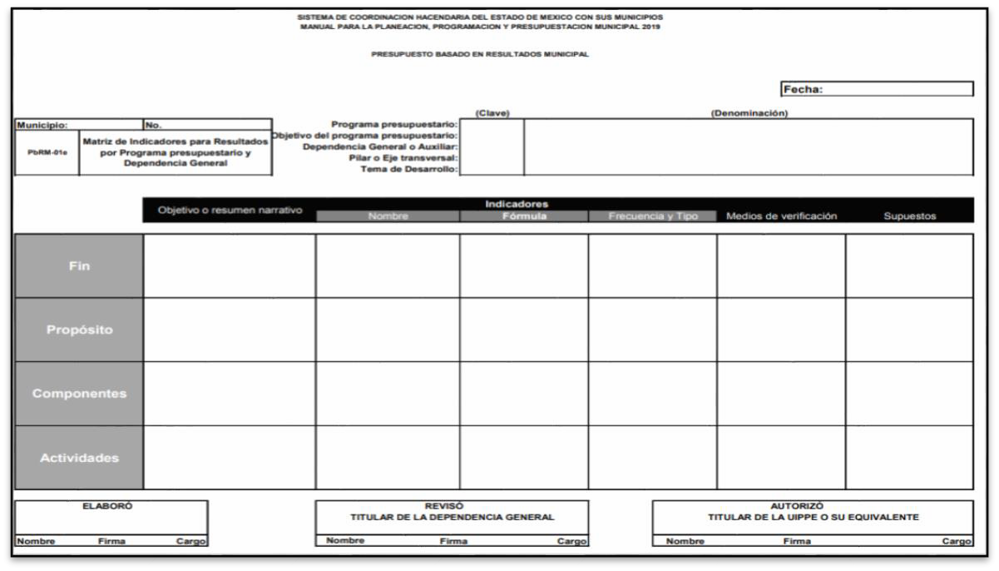 SISTEMA DE COORDINACION HACENDARIA DEL ESTADO DE MEXICO CON SUS MUNICIPIOS
MANUAL PARA LA PLANEACION, PROGRAMACION Y PRESUPUESTACION MUNICIPAL 2019
PRESUPUESTO BASADO EN RESULTADOS MUNICIPAL
Fecha:
(Clave) (Denominación)
Municipio: No.
PbRM-01e
Matriz de Indicadores para Resultados
por Programa presupuestario y
Dependencia General
Programa presupuestario:
Objetivo del programa presupuestario:
Dependencia General o Auxiliar:
Pilar o Eje transversal:
Tema de Desarrollo:
Objetivo o resumen narrativo
Indicadores
Nombre Fórmula Frecuencia y Tipo Medios de verificación Supuestos
Fin
Propósito
Componentes
Actividades
ELABORÓ
Nombre Firma Cargo
REVISÓ
TITULAR DE LA DEPENDENCIA GENERAL
Nombre Firma Cargo
AUTORIZÓ
TITULAR DE LA UIPPE O SU EQUIVALENTE
Nombre Firma Cargo